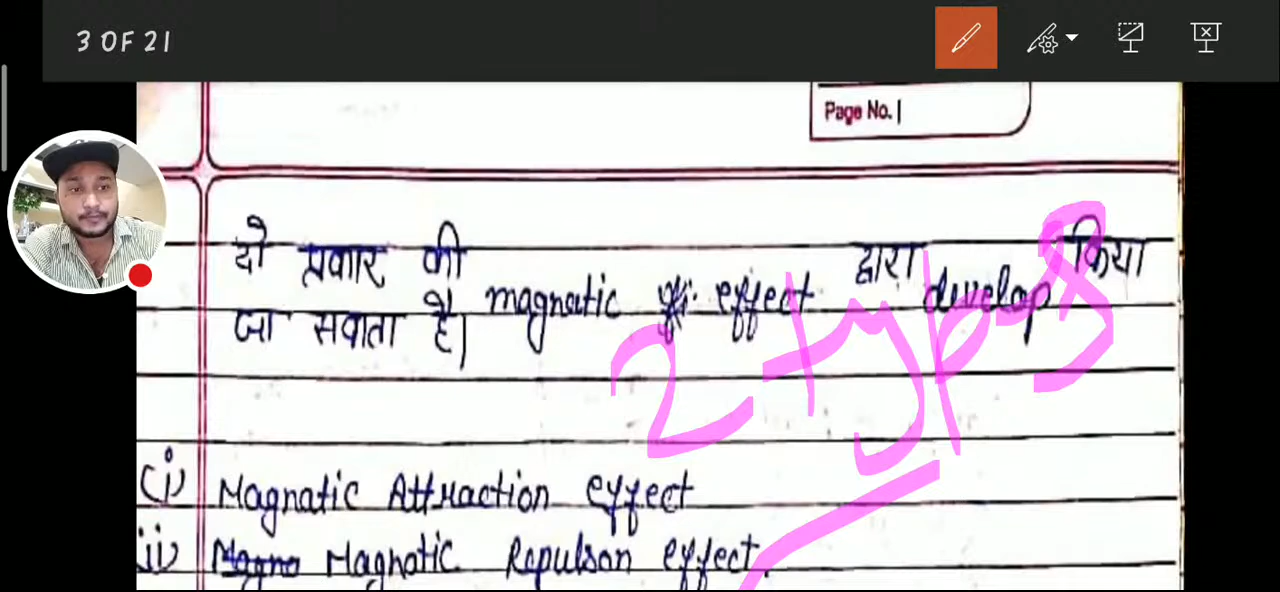 3 OF 21
Page No.
दो प्रकार की magnatic effect द्वारा develop किया
जा सकता है।
2 types
(i) Magnatic Attraction effect
(ii) Magnatic Repulson effect.